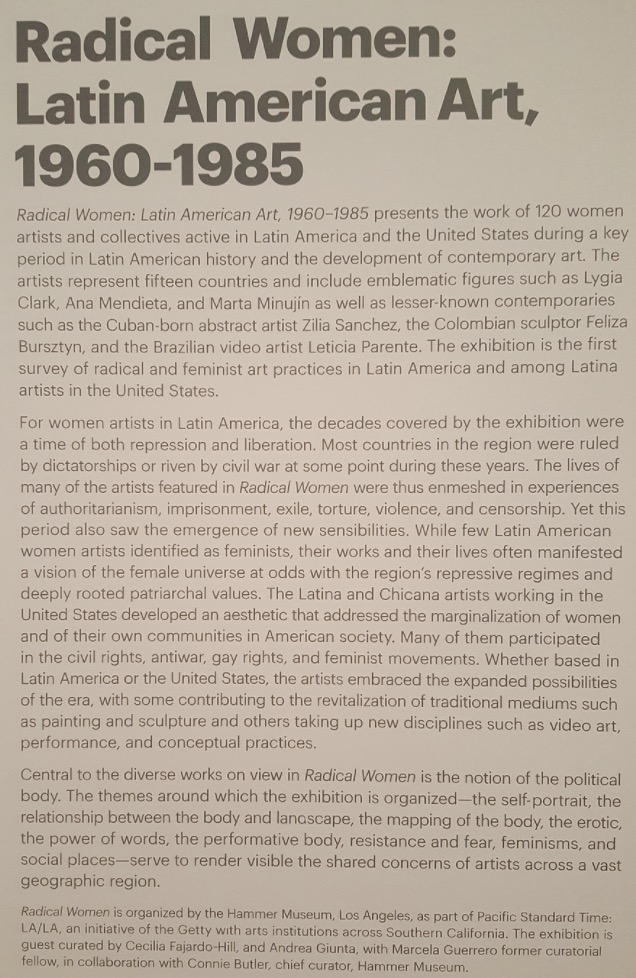 Radical Women:
Latin American Art,
1960-1985
Radical Women: Latin American Art, 1960–1985 presents the work of 120 women
artists and collectives active in Latin America and the United States during a key
period in Latin American history and the development of contemporary art. The
artists represent fifteen countries and include emblematic figures such as Lygia
Clark, Ana Mendieta, and Marta Minujín as well as lesser-known contemporaries
such as the Cuban-born abstract artist Zilia Sanchez, the Colombian sculptor Feliza
Bursztyn, and the Brazilian video artist Leticia Parente. The exhibition is the first
survey of radical and feminist art practices in Latin America and among Latina
artists in the United States.
For women artists in Latin America, the decades covered by the exhibition were
a time of both repression and liberation. Most countries in the region were ruled
by dictatorships or riven by civil war at some point during these years. The lives of
many of the artists featured in Radical Women were thus enmeshed in experiences
of authoritarianism, imprisonment, exile, torture, violence, and censorship. Yet this
period also saw the emergence of new sensibilities. While few Latin American
women artists identified as feminists, their works and their lives often manifested
a vision of the female universe at odds with the region's repressive regimes and
deeply rooted patriarchal values. The Latina and Chicana artists working in the
United States developed an aesthetic that addressed the marginalization of women
and of their own communities in American society. Many of them participated
in the civil rights, antiwar, gay rights, and feminist movements. Whether based in
Latin America or the United States, the artists embraced the expanded possibilities
of the era, with some contributing to the revitalization of traditional mediums such
as painting and sculpture and others taking up new disciplines such as video art,
performance, and conceptual practices.
Central to the diverse works on view in Radical Women is the notion of the political
body. The themes around which the exhibition is organized—the self-portrait, the
relationship between the body and landscape, the mapping of the body, the erotic,
the power of words, the performative body, resistance and fear, feminisms, and
social places—serve to render visible the shared concerns of artists across a vast
geographic region.
Radical Women is organized by the Hammer Museum, Los Angeles, as part of Pacific Standard Time:
LA/LA, an initiative of the Getty with arts institutions across Southern California. The exhibition is
guest curated by Cecilia Fajardo-Hill, and Andrea Giunta, with Marcela Guerrero former curatorial
fellow, in collaboration with Connie Butler, chief curator, Hammer Museum.